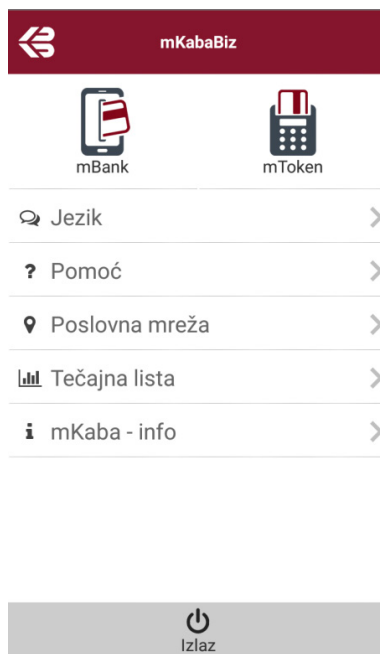 mKabaBiz
mBank mToken
Jezik
Pomoć
Poslovna mreža
Tečajna lista
mKaba - info
Izlaz